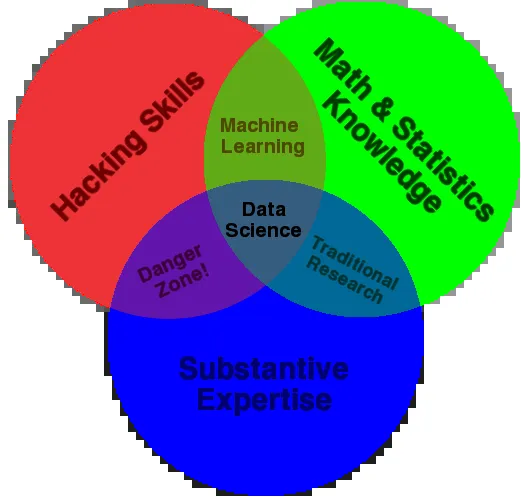 Hacking Skills
Math & Statistics
Knowledge
Machine
Learning
Data
Science
Danger
Zone!
Traditional
Research
Substantive
Expertise